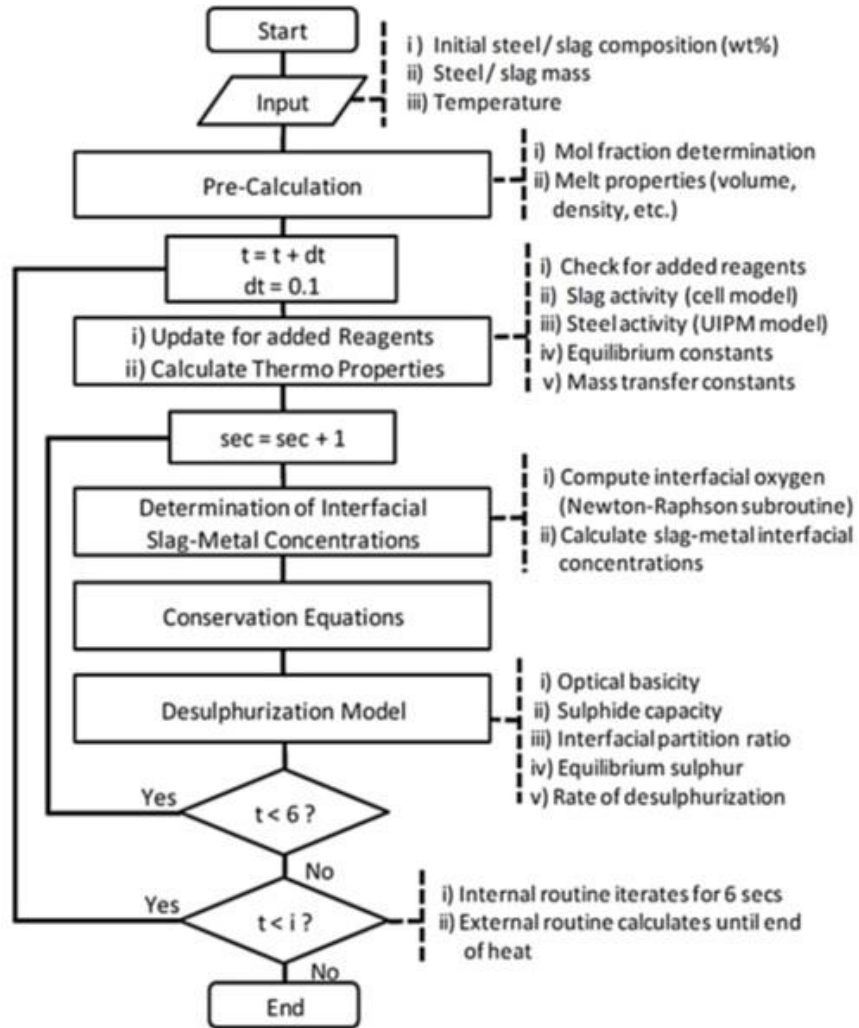 Start
i ) Initial steel / slag composition (wt%)
ii) Steel / slag mass
iii) Temperature
Input
Pre-Calculation
i) Mol fraction determination
ii) Melt properties (volume,
density, etc.)
t = t + dt
dt = 0.1
i) Update for added Reagents
ii) Calculate Thermo Properties
i) Check for added reagents
ii) Slag activity (cell model)
iii) Steel activity (UIPM model)
iv) Equilibrium constants
v) Mass transfer constants
sec = sec + 1
Determination of Interfacial
Slag-Metal Concentrations
i) Compute interfacial oxygen
(Newton-Raphson subroutine)
ii) Calculate slag-metal interfacial
concentrations
Conservation Equations
Desulphurization Model
i) Optical basicity
ii) Sulphide capacity
iii) Interfacial partition ratio
iv) Equilibrium sulphur
v) Rate of desulphurization
Yes
t < 6 ?
No
Yes
t < i ?
i) Internal routine iterates for 6 secs
ii) External routine calculates until end
of heat
No
End